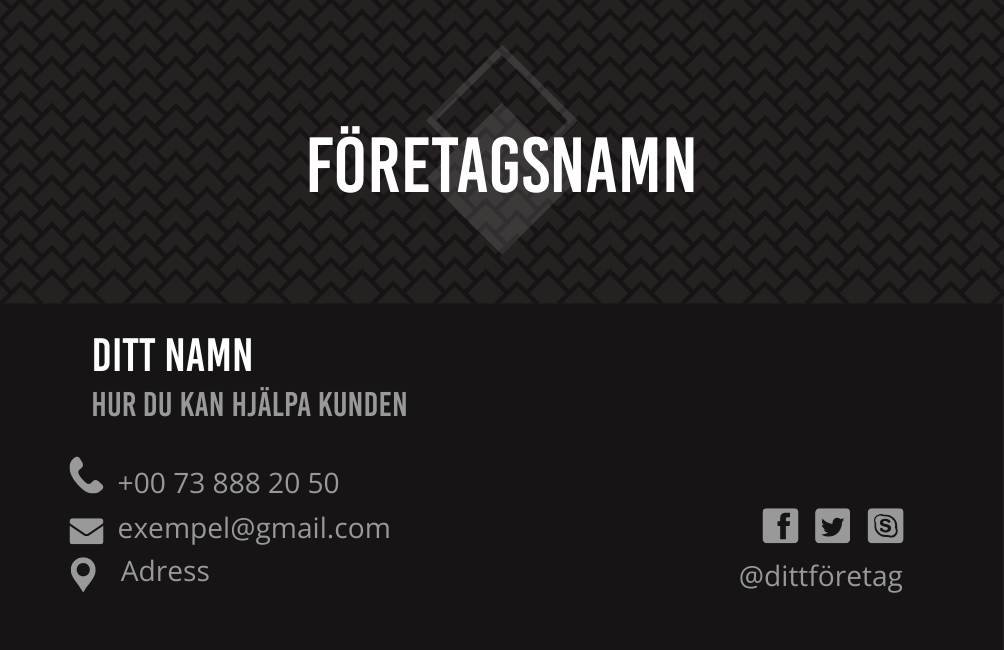 FÖRETAGSNAMN
DITT NAMN
HUR DU KAN HJÄLPA KUNDEN
+00 73 888 20 50
exempel@gmail.com
Adress
@dittföretag